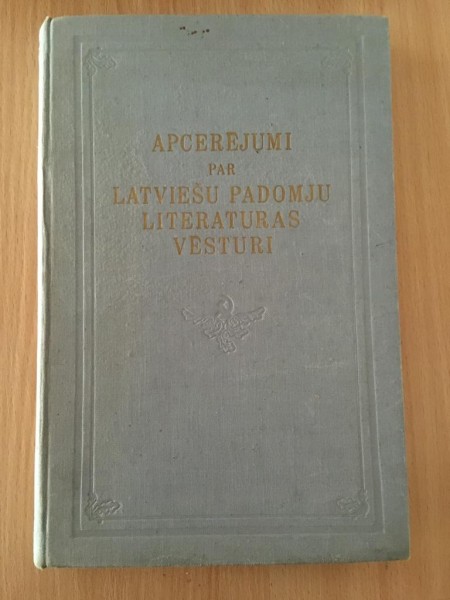 APCERĒJUMI
PAR
LATVIEŠU PADOMJU
LITERATURAS
VĒSTURI